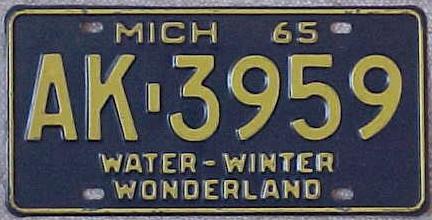 MICH 65
AK-3959
WATER-WINTER
WONDERLAND